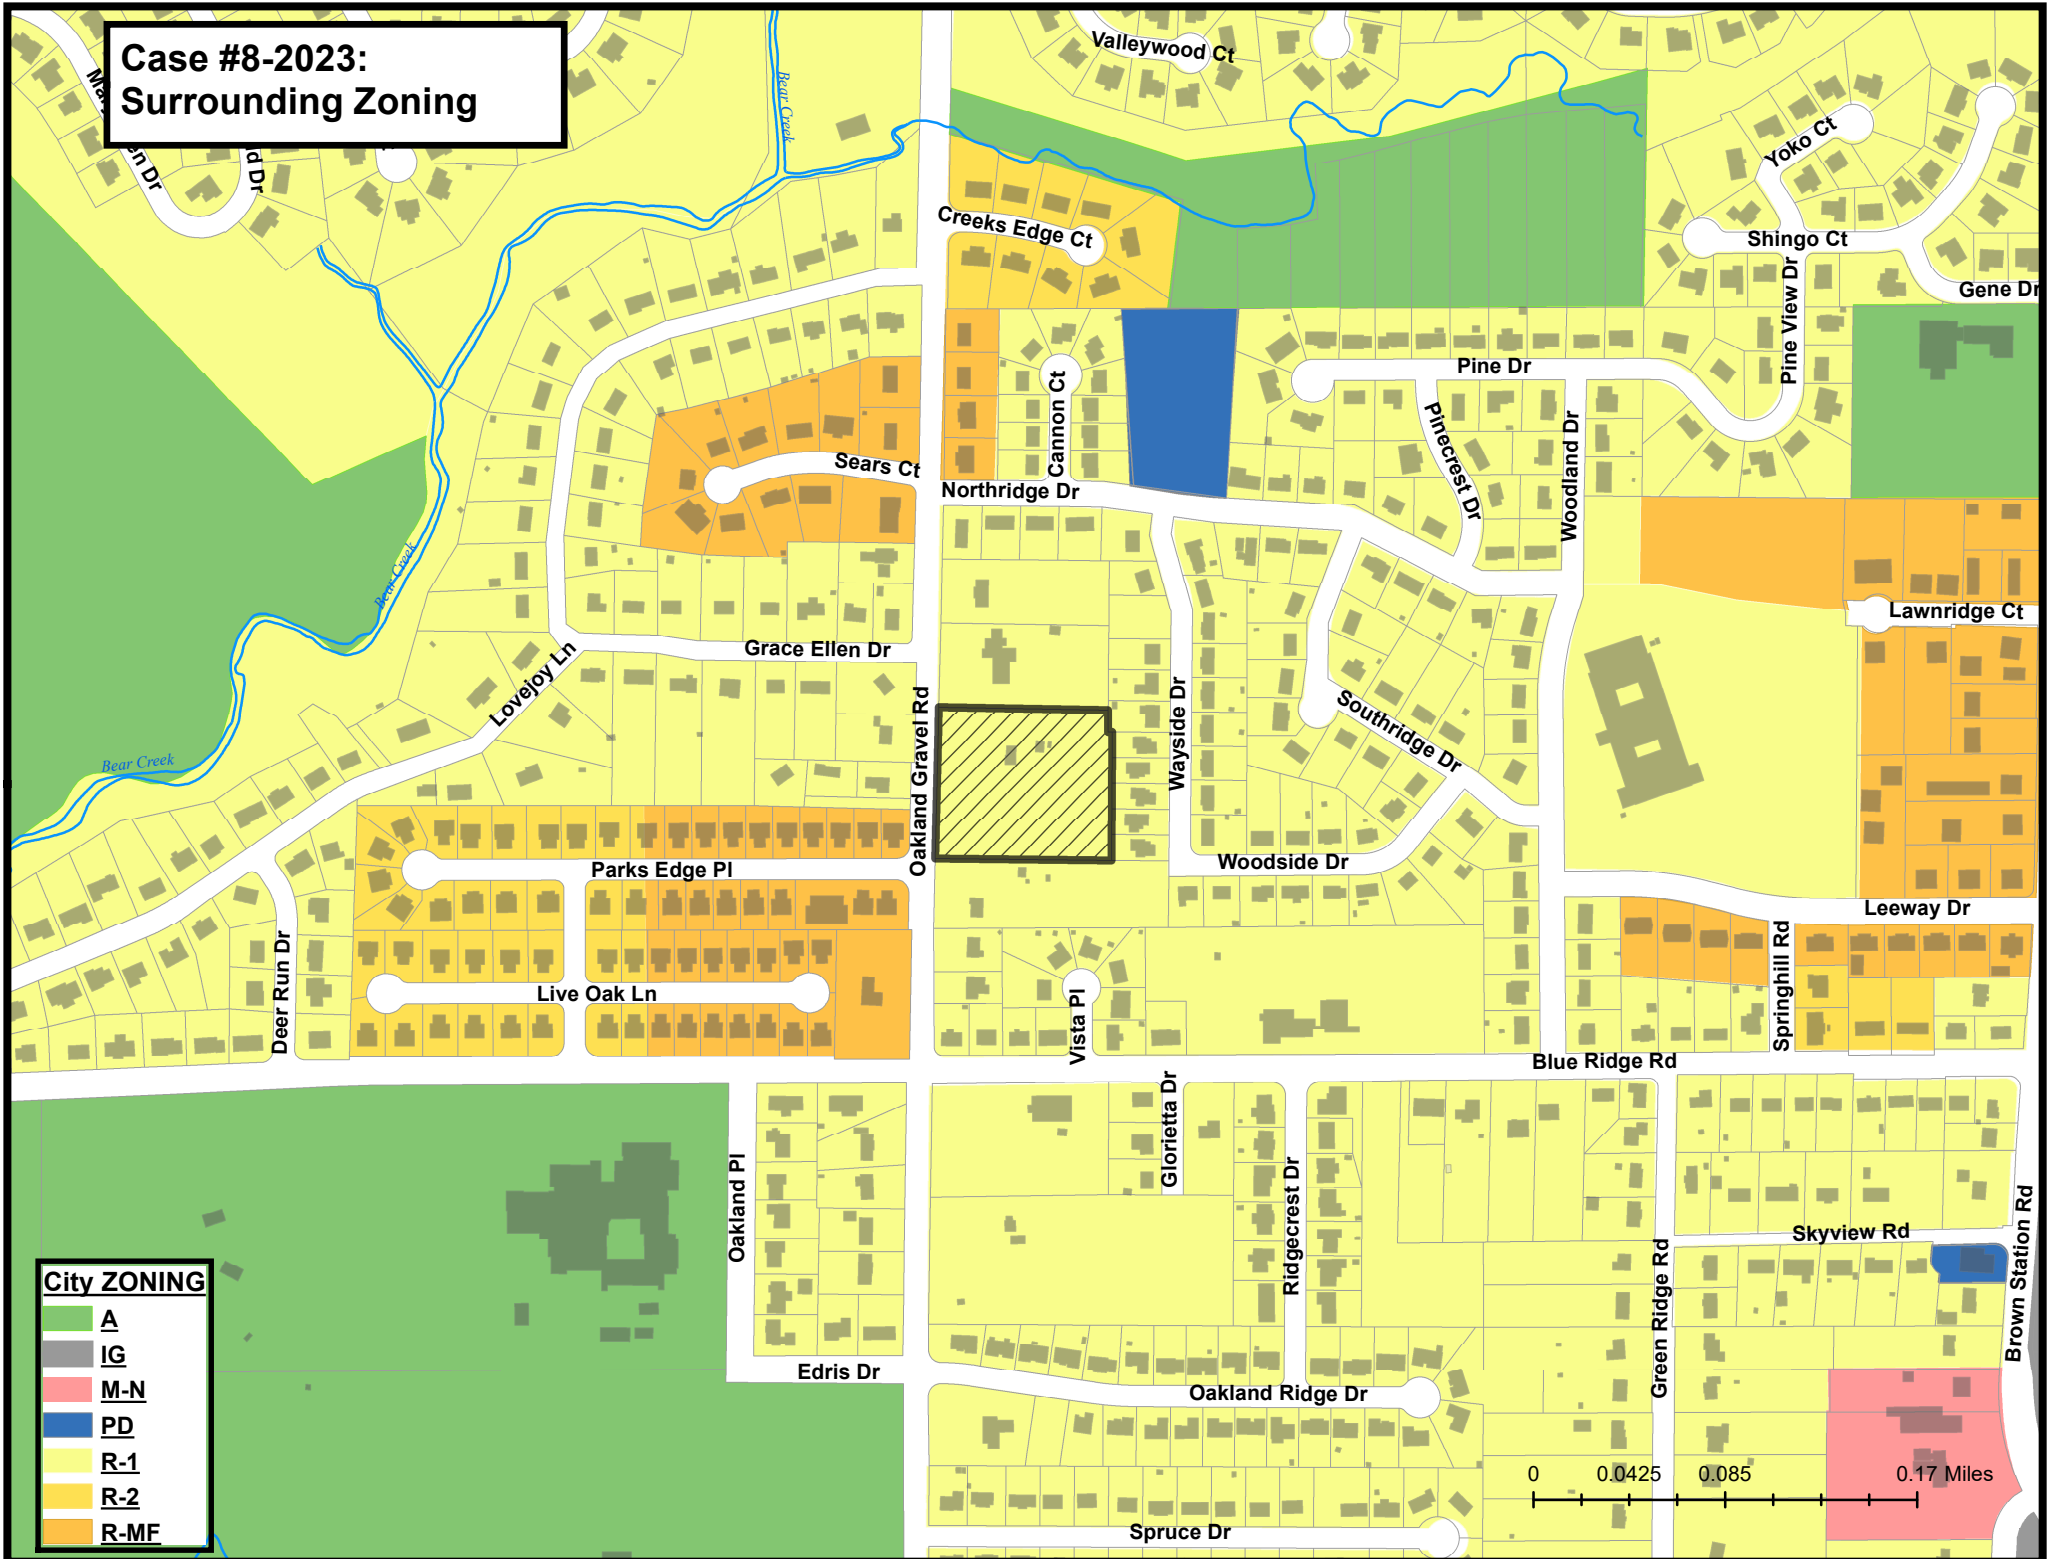 Case #8-2023:
Surrounding Zoning
Valleywood Ct
Bear Creek
Yoko Ct
en Dr
d Dr
Creeks Edge Ct
Shingo Ct
Gene Dr
Pine View Dr
Pine Dr
Cannon Ct
Pinecrest Dr
Woodland Dr
Sears Ct
Northridge Dr
Bear Creek
Lawnridge Ct
Grace Ellen Dr
Lovejoy Ln
Oakland Gravel Rd
Wayside Dr
Southridge Dr
Bear Creek
Woodside Dr
Parks Edge Pl
Leeway Dr
Springhill Rd
Deer Run Dr
Live Oak Ln
Vista Pl
Blue Ridge Rd
Glorietta Dr
Oakland Pl
Ridgecrest Dr
Green Ridge Rd
Skyview Rd
Brown Station Rd
City ZONING
A
IG
M-N
PD
R-1
R-2
R-MF
Edris Dr
Oakland Ridge Dr
0 0.0425 0.085 0.17 Miles
Spruce Dr